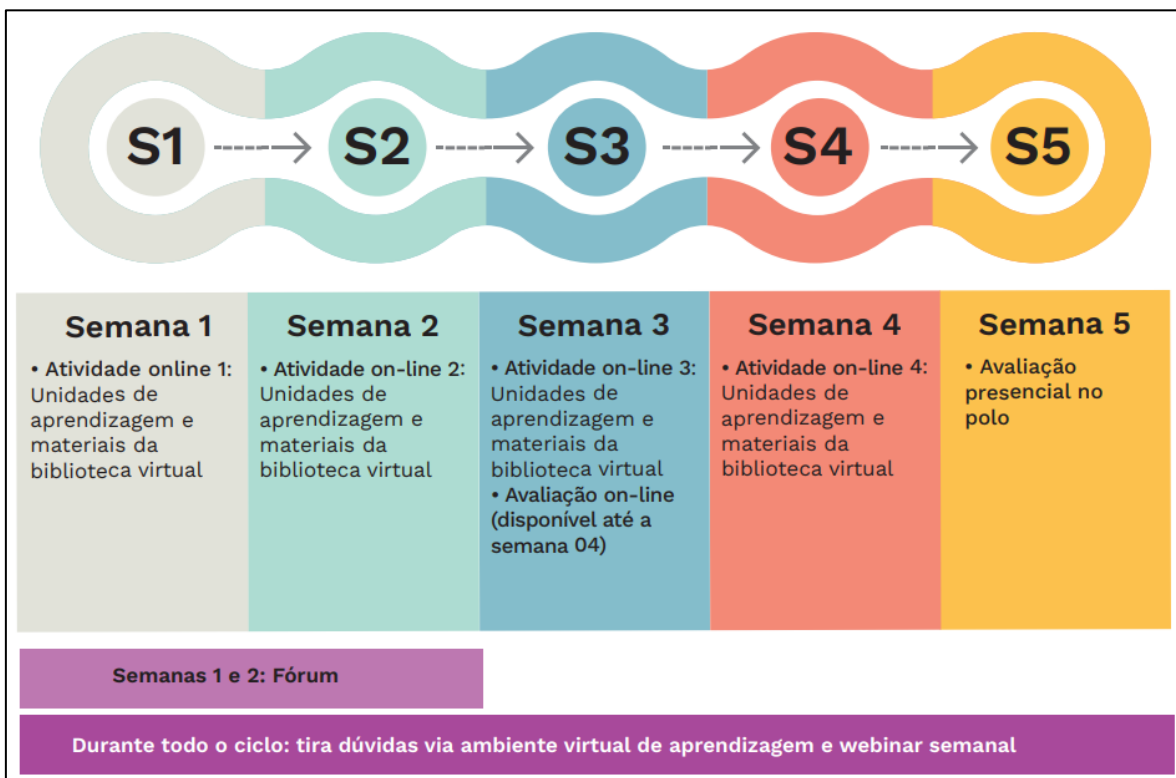 S1
S2
S3
S4
S5
Semana 1
• Atividade online 1:
Unidades de
aprendizagem e
materiais da
biblioteca virtual
Semana 2
• Atividade on-line 2:
Unidades de
aprendizagem e
materiais da
biblioteca virtual
Semana 3
• Atividade on-line 3:
Unidades de
aprendizagem e
materiais da
biblioteca virtual
• Avaliação on-line
(disponível até a
semana 04)
Semana 4
• Atividade on-line 4:
Unidades de
aprendizagem e
materiais da
biblioteca virtual
Semana 5
• Avaliação
presencial no
polo
Semanas 1 e 2: Fórum
Durante todo o ciclo: tira dúvidas via ambiente virtual de aprendizagem e webinar semanal